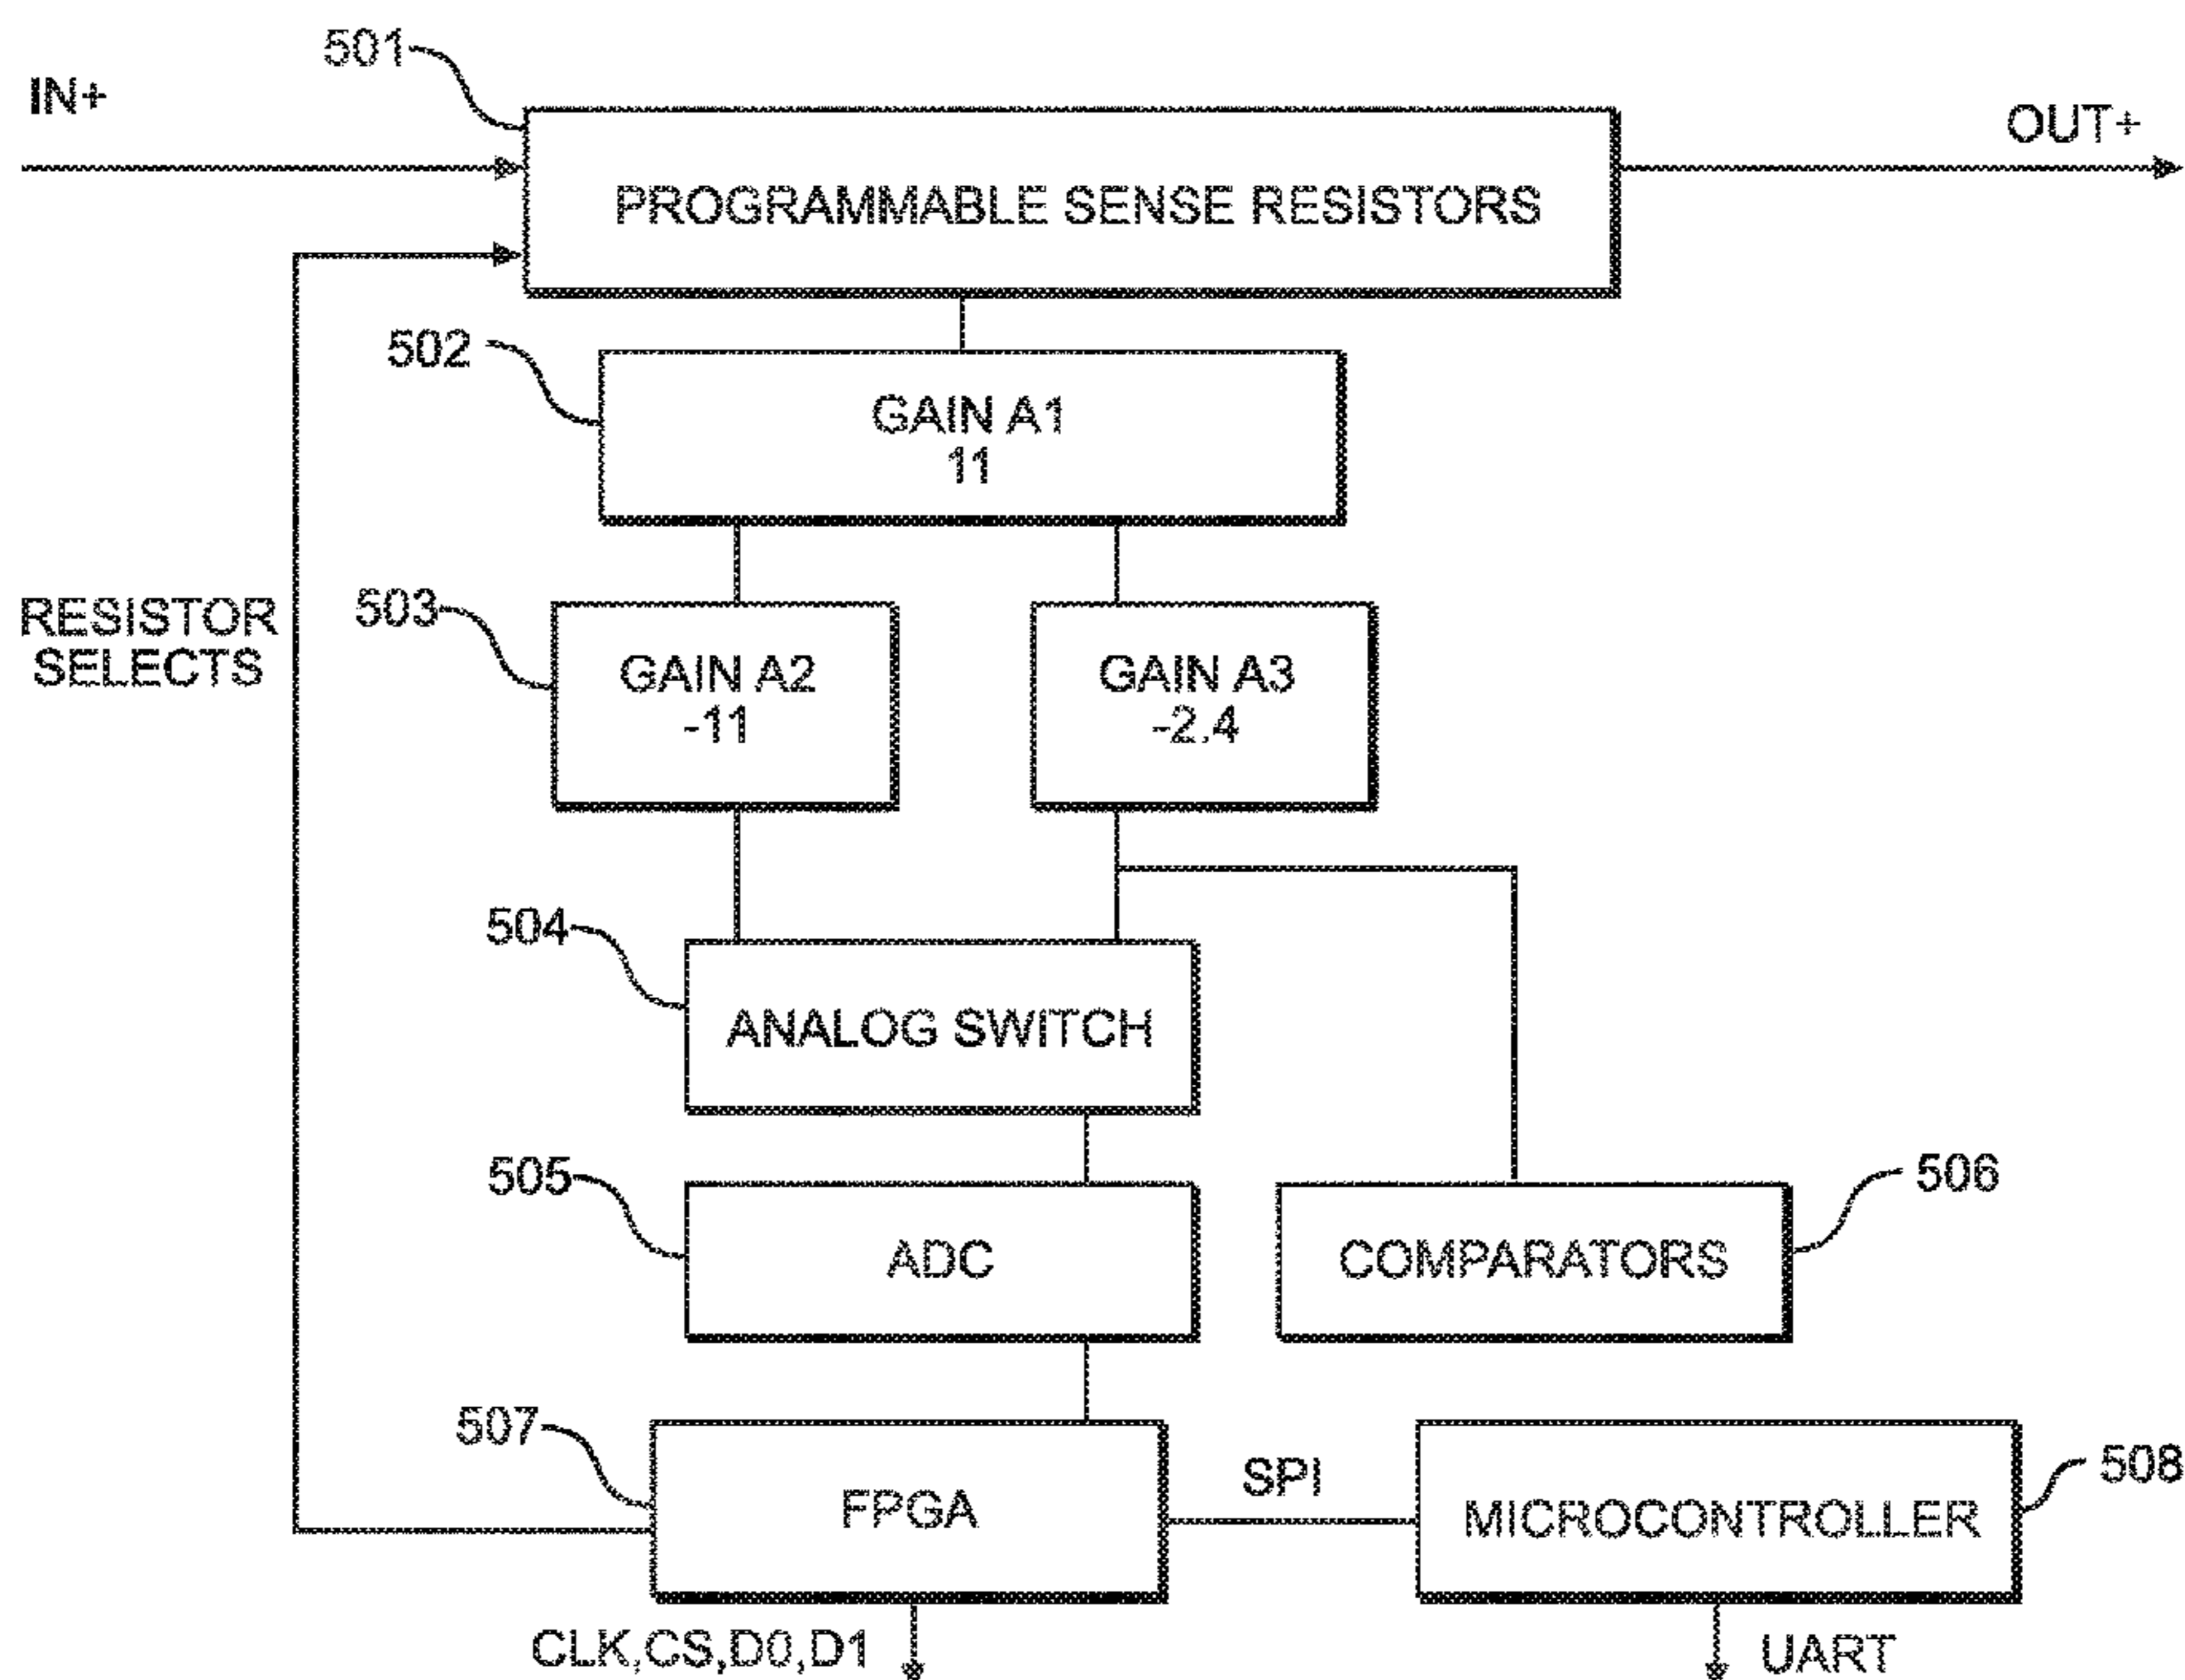 501
IN+
OUT+
PROGRAMMABLE SENSE RESISTORS
502
GAIN A1
11
RESISTOR
SELECTS
503
GAIN A2
-11
GAIN A3
-2.4
504
ANALOG SWITCH
505
ADC
506
COMPARATORS
507
FPGA
SPI
508
MICROCONTROLLER
CLK,CS,D0,D1
UART